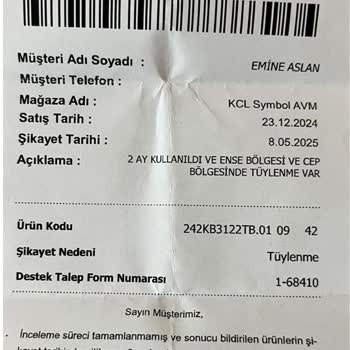 Müşteri Adı Soyadı : EMİNE ASLAN
Müşteri Telefon :
Mağaza Adı : KCL Symbol AVM
Satış Tarih : 23.12.2024
Şikayet Tarihi : 8.05.2025
Açıklama : 2 AY KULLANILDI VE ENSE BÖLGESİ VE CEP
BÖLGESİNDE TÜYLENME VAR
Ürün Kodu 242KB3122TB.01 09 42
Şikayet Nedeni Tüylenme
Destek Talep Form Numarası 1-68410
Sayın Müşterimiz,
- İnceleme süreci tamamlanmamış ve sonucu bildirilen ürünlerin şi-